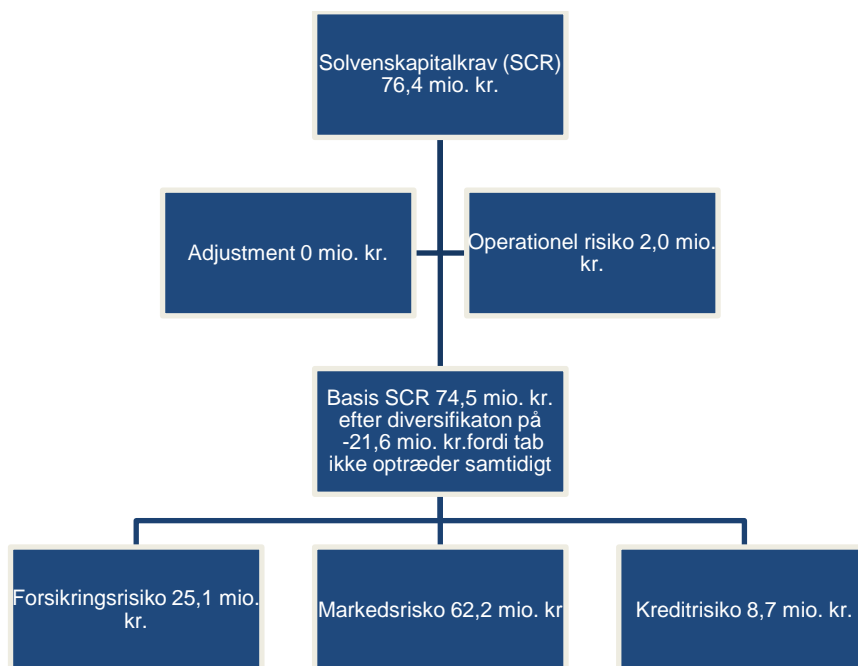 Solvenskapitalkrav (SCR)
76,4 mio. kr.
Adjustment 0 mio. kr.
Operationel risiko 2,0 mio.
kr.
Basis SCR 74,5 mio. kr.
efter diversifikaton på
-21,6 mio. kr.fordi tab
ikke optræder samtidigt
Forsikringsrisiko 25,1 mio.
kr.
Markedsrisko 62,2 mio. kr
Kreditrisiko 8,7 mio. kr.